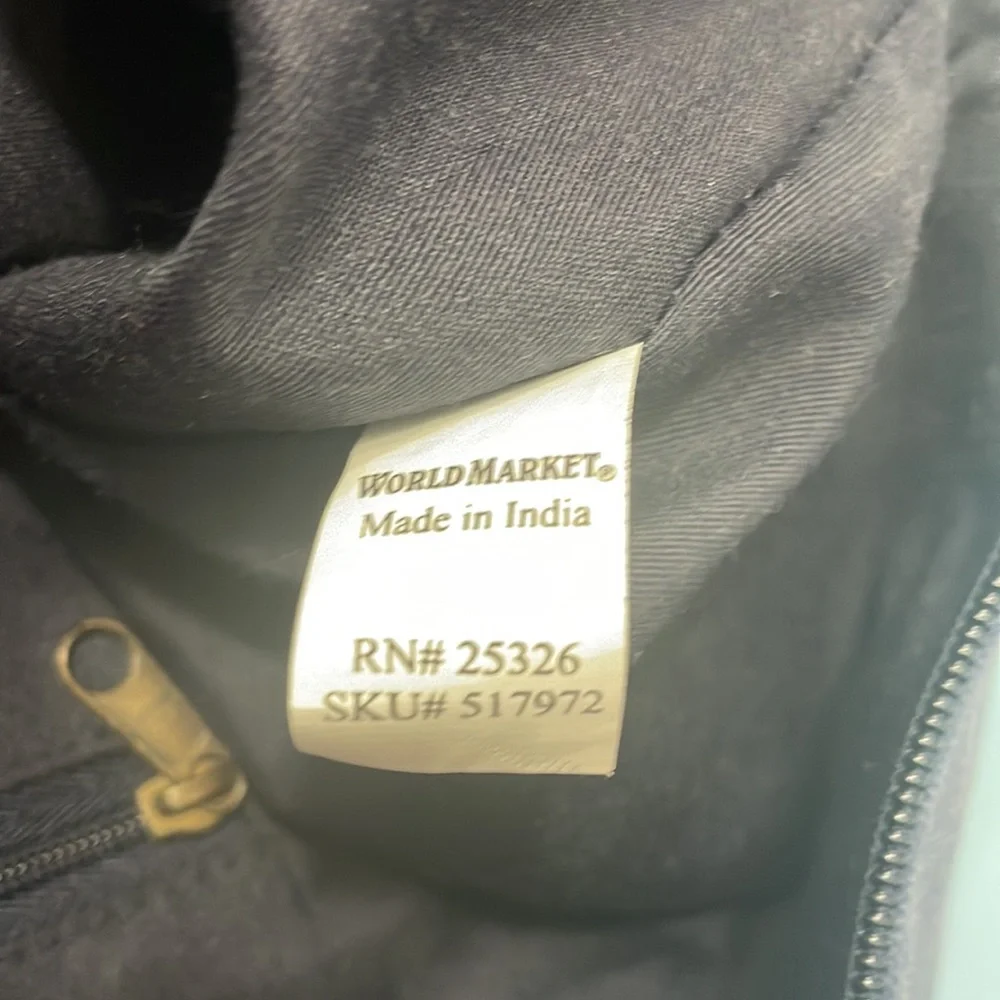 WORLD MARKET®
Made in India
RN# 25326
SKU# 517972